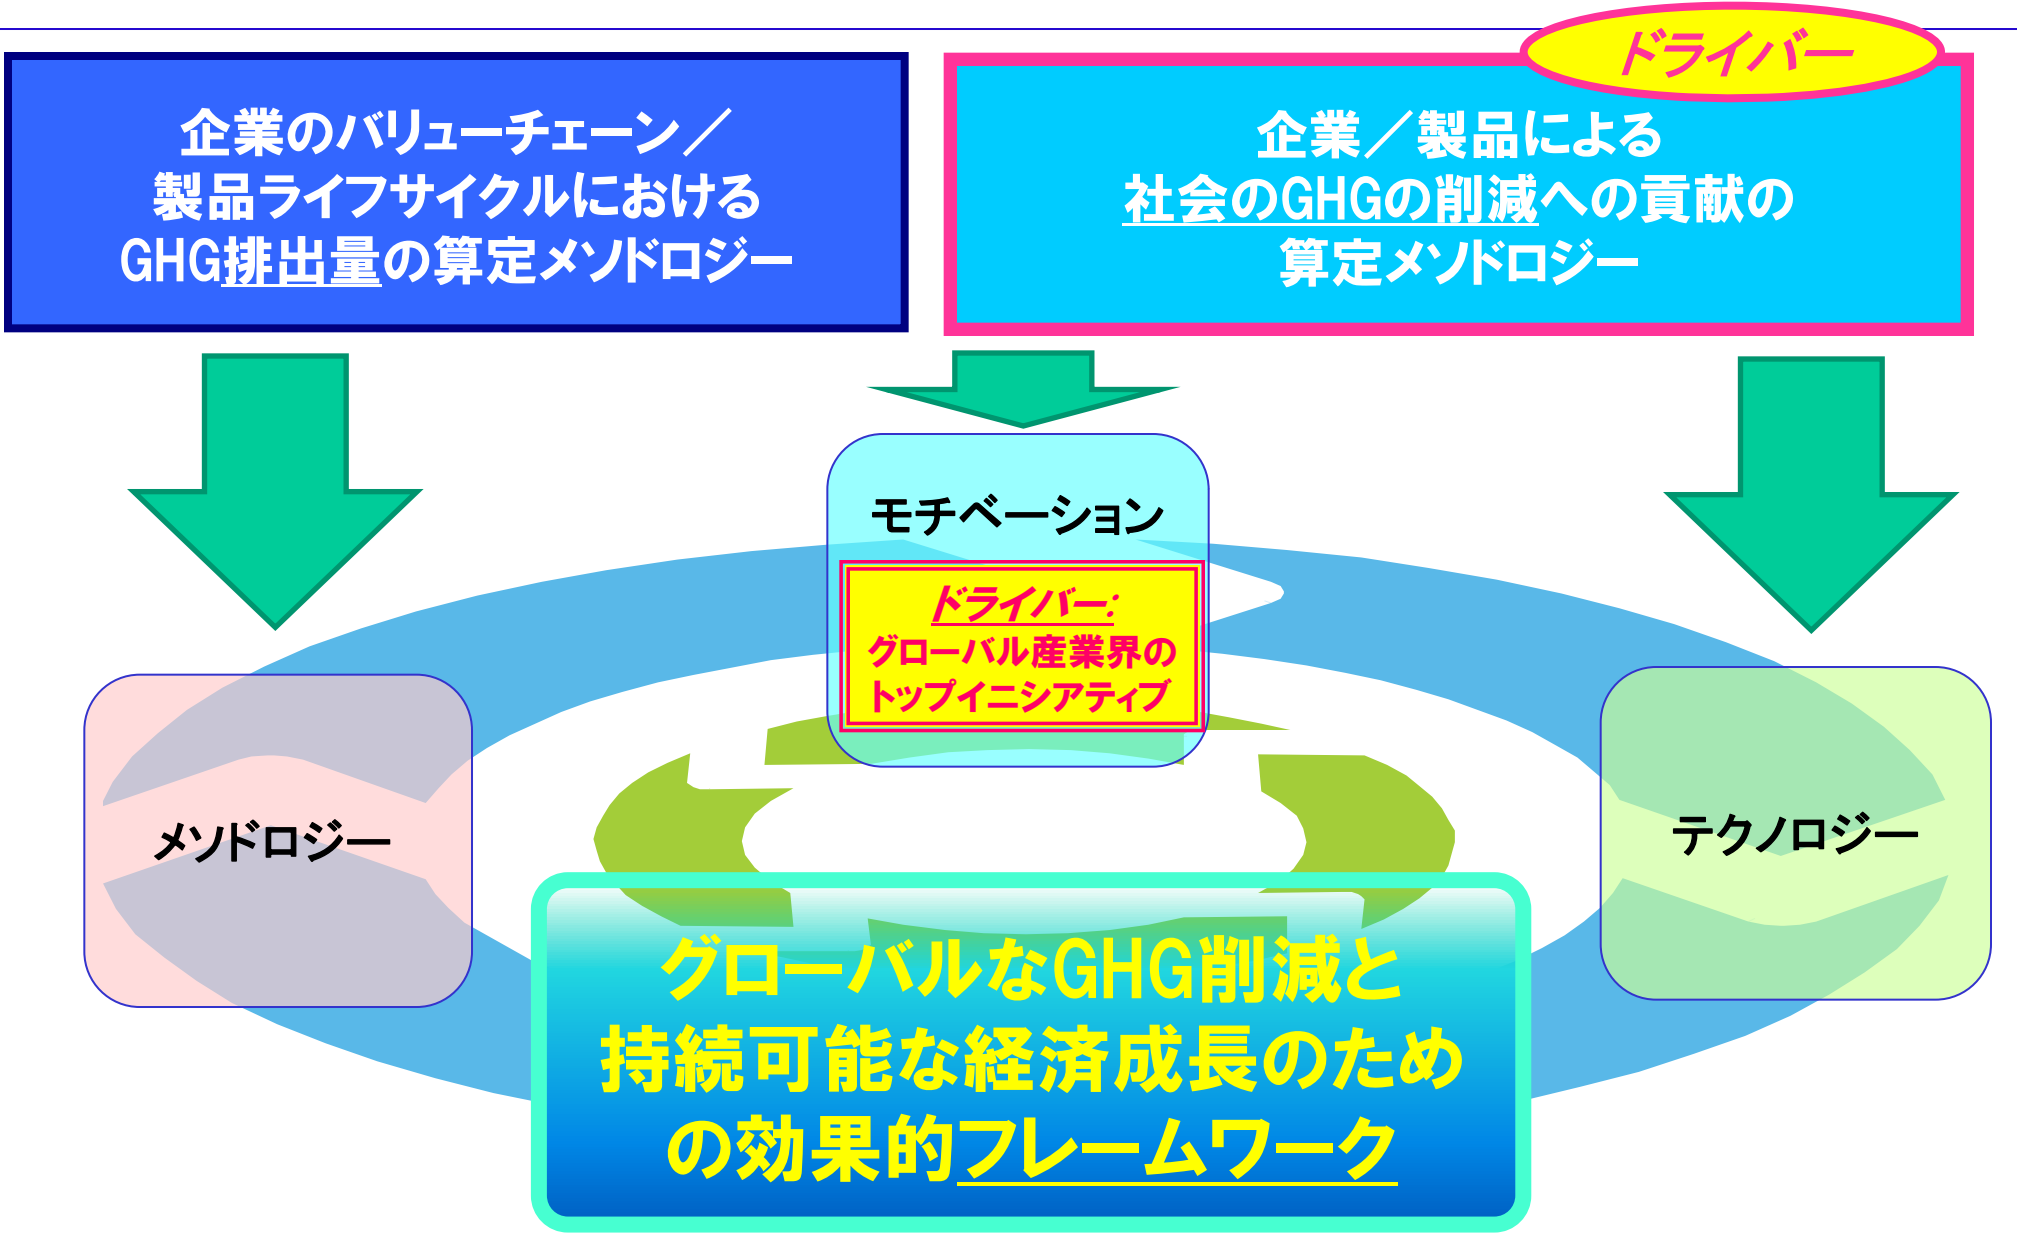 ドライバー
企業のバリューチェーン／
製品ライフサイクルにおける
GHG排出量の算定メソドロジー
企業／製品による
社会のGHGの削減への貢献の
算定メソドロジー
モチベーション
ドライバー:
グローバル産業界の
トップイニシアティブ
メソドロジー
テクノロジー
グローバルなGHG削減と
持続可能な経済成長のため
の効果的フレームワーク